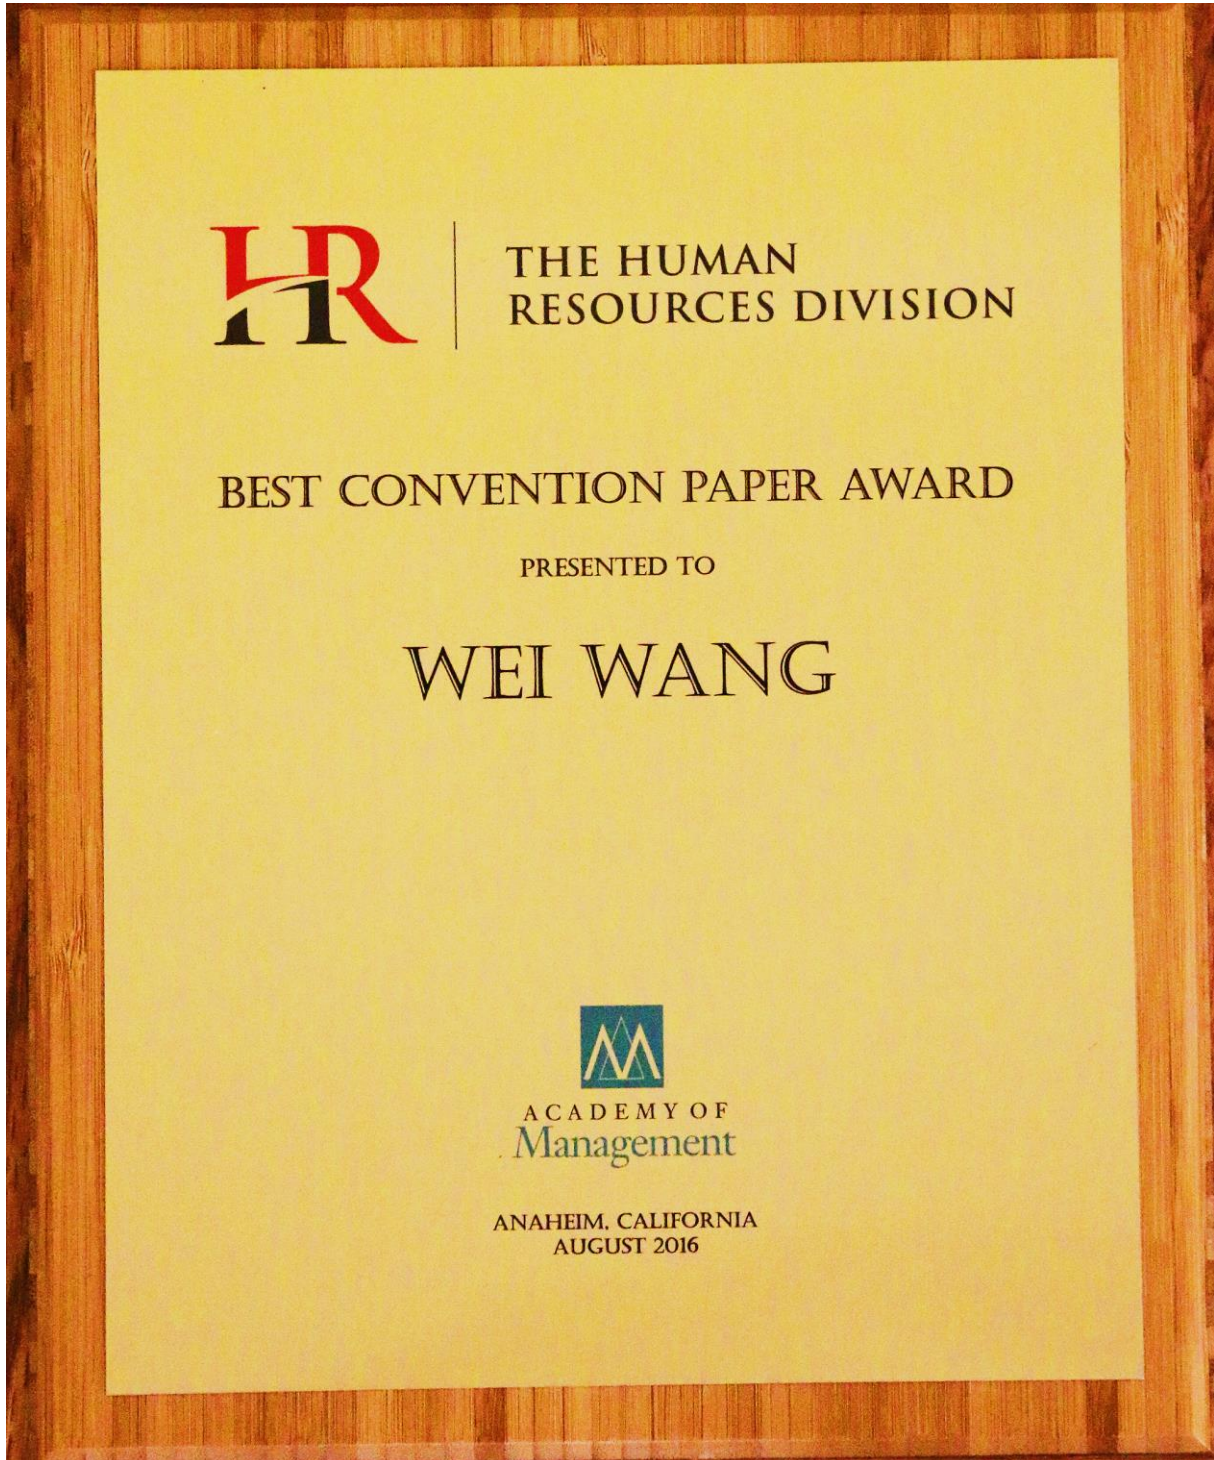 HR
THE HUMAN
RESOURCES DIVISION
BEST CONVENTION PAPER AWARD
PRESENTED TO
WEI WANG
ACADEMY OF
Management
ANAHEIM, CALIFORNIA
AUGUST 2016